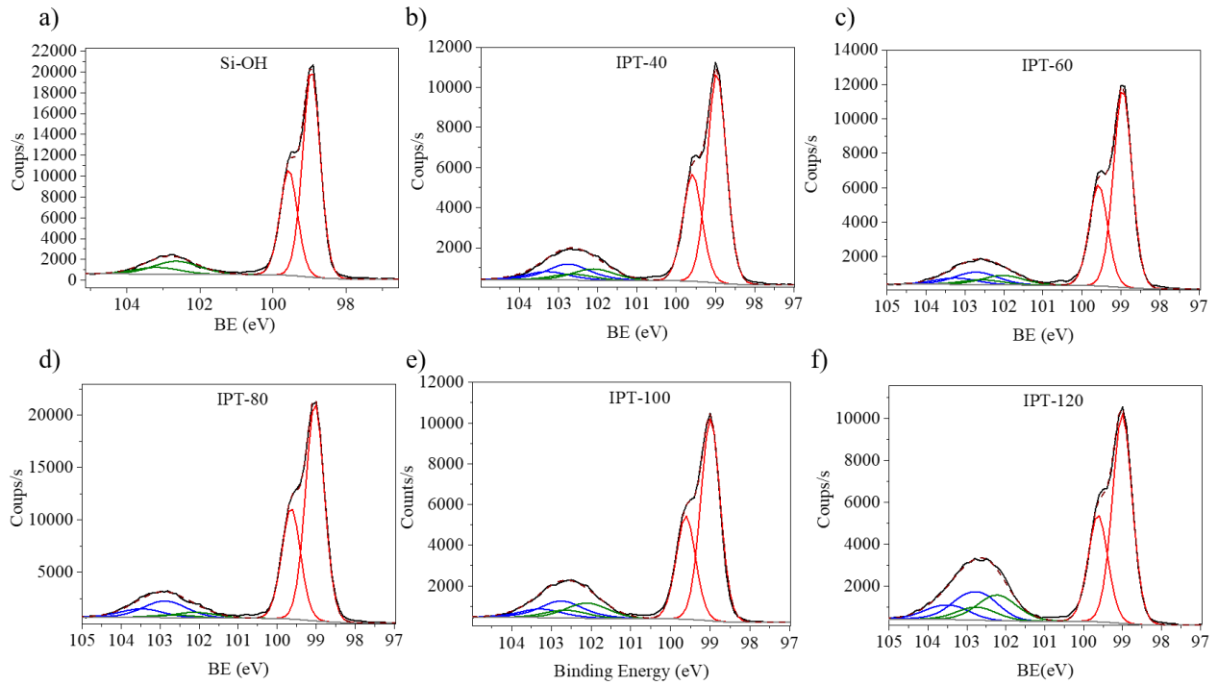 a)
Si-OH
22000
20000
18000
16000
14000
12000
10000
8000
6000
4000
2000
0
Coups/s
104 102 100 98
BE (eV)
b)
IPT-40
12000
10000
8000
6000
4000
2000
Coups/s
104 103 102 101 100 99 98 97
BE (eV)
c)
IPT-60
14000
12000
10000
8000
6000
4000
2000
0
Coups/s
105 104 103 102 101 100 99 98 97
BE (eV)
d)
IPT-80
20000
15000
10000
5000
Coups/s
105 104 103 102 101 100 99 98 97
BE (eV)
e)
IPT-100
12000
10000
8000
6000
4000
2000
0
Counts/s
105 104 103 102 101 100 99 98 97
Binding Energy (eV)
f)
IPT-120
10000
8000
6000
4000
2000
0
Coups/s
105 104 103 102 101 100 99 98 97
BE(eV)